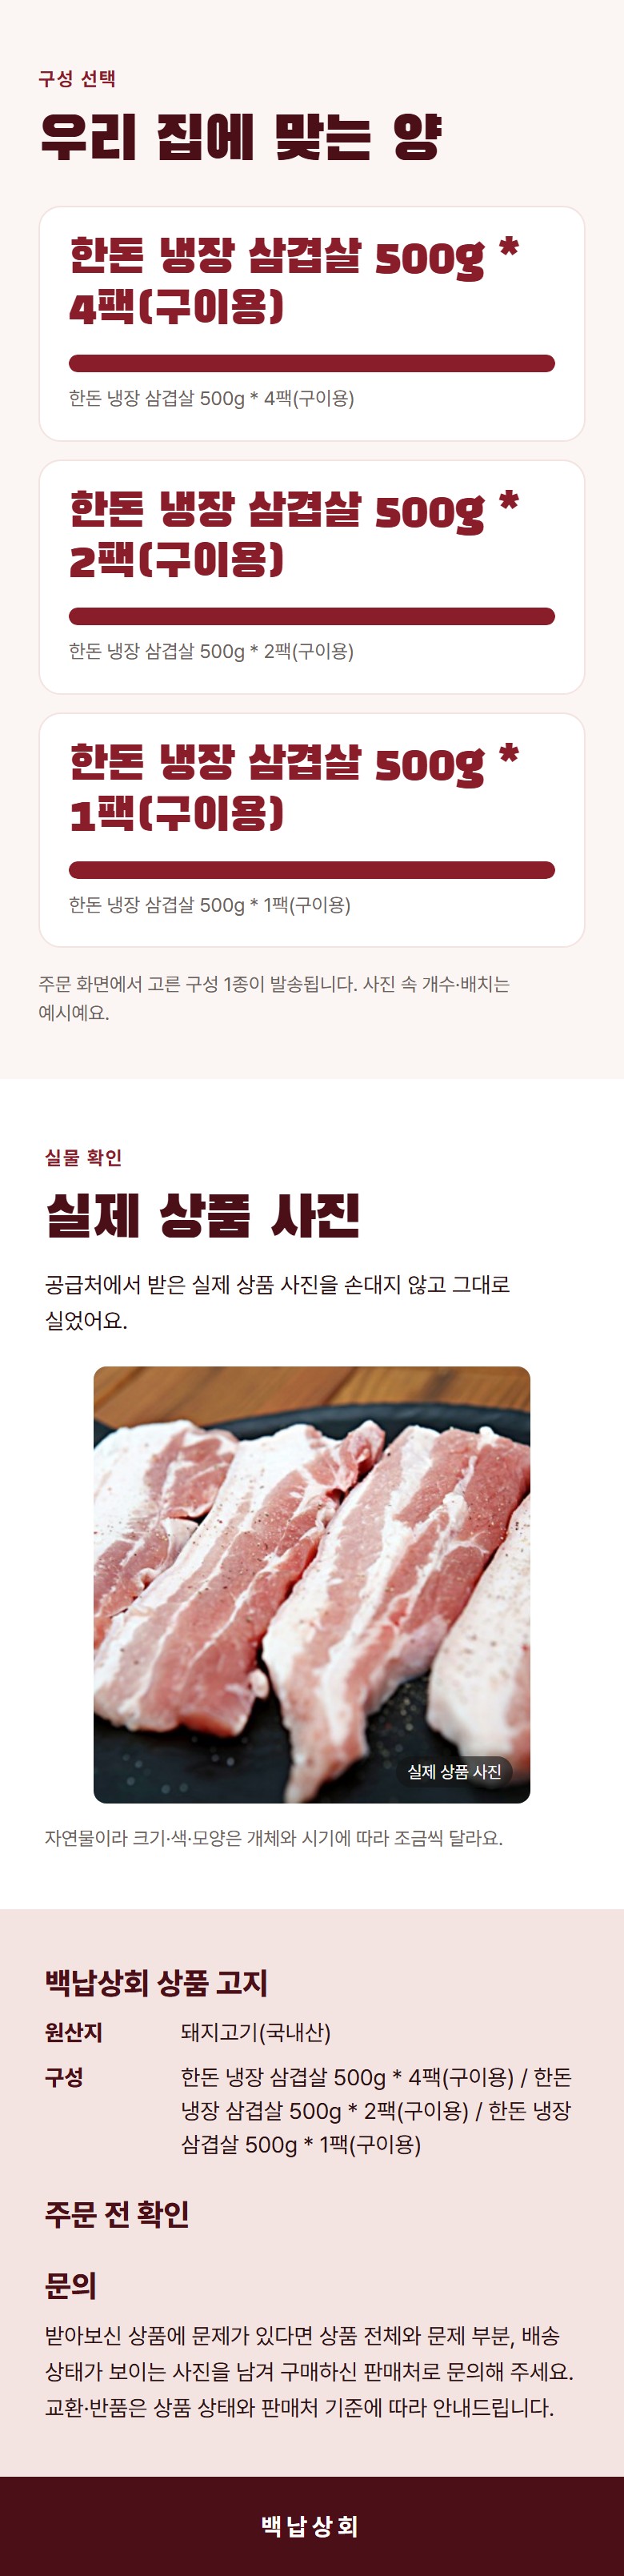 구성 선택
우리 집에 맞는 양
한돈 냉장 삼겹살 500g *
4팩(구이용)
한돈 냉장 삼겹살 500g * 4팩(구이용)
한돈 냉장 삼겹살 500g *
2팩(구이용)
한돈 냉장 삼겹살 500g * 2팩(구이용)
한돈 냉장 삼겹살 500g *
1팩(구이용)
한돈 냉장 삼겹살 500g * 1팩(구이용)
주문 화면에서 고른 구성 1종이 발송됩니다. 사진 속 개수·배치는
예시예요.
실물 확인
실제 상품 사진
공급처에서 받은 실제 상품 사진을 손대지 않고 그대로
실었어요.
실제 상품 사진
자연물이라 크기·색·모양은 개체와 시기에 따라 조금씩 달라요.
백납상회 상품 고지
원산지 돼지고기(국내산)
구성 한돈 냉장 삼겹살 500g * 4팩(구이용) / 한돈
냉장 삼겹살 500g * 2팩(구이용) / 한돈 냉장
삼겹살 500g * 1팩(구이용)
주문 전 확인
문의
받아보신 상품에 문제가 있다면 상품 전체와 문제 부분, 배송
상태가 보이는 사진을 남겨 구매하신 판매처로 문의해 주세요.
교환·반품은 상품 상태와 판매처 기준에 따라 안내드립니다.
백납상회